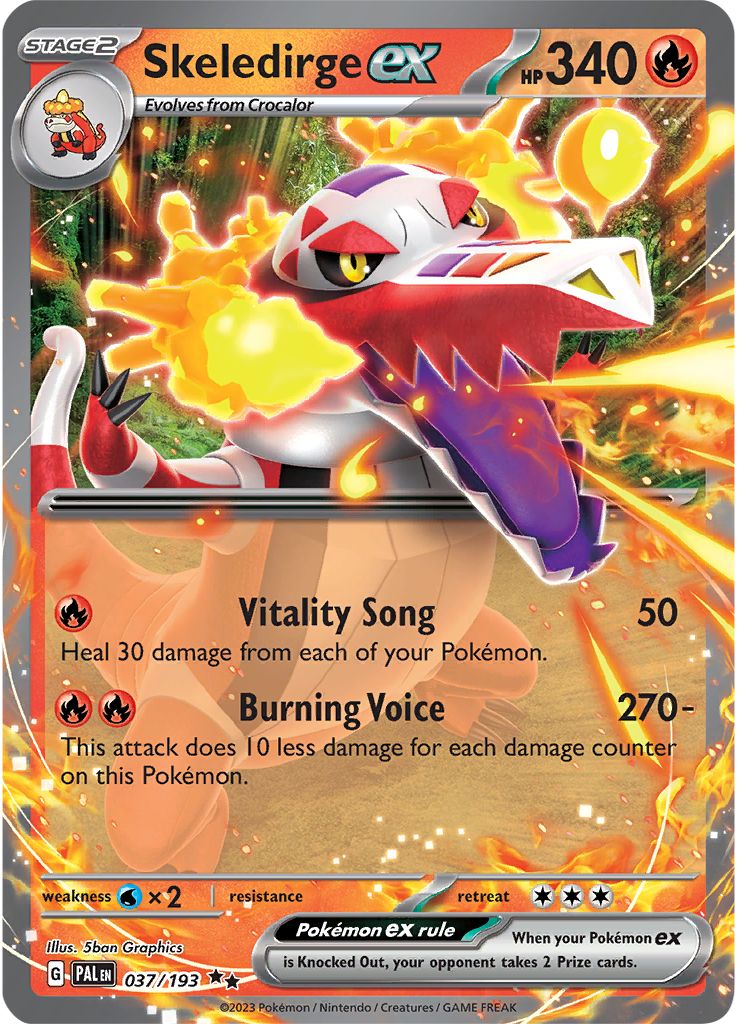 STAGE2
Skeledirge ex HP 340
Evolves from Crocalor
Vitality Song 50
Heal 30 damage from each of your Pokémon.
Burning Voice 270-
This attack does 10 less damage for each damage counter
on this Pokémon.
weakness ×2 resistance retreat
Illus. 5ban Graphics
Pokémon ex rule When your Pokémon ex
is Knocked Out, your opponent takes 2 Prize cards.
G PAL EN 037/193
©2023 Pokémon / Nintendo / Creatures / GAME FREAK